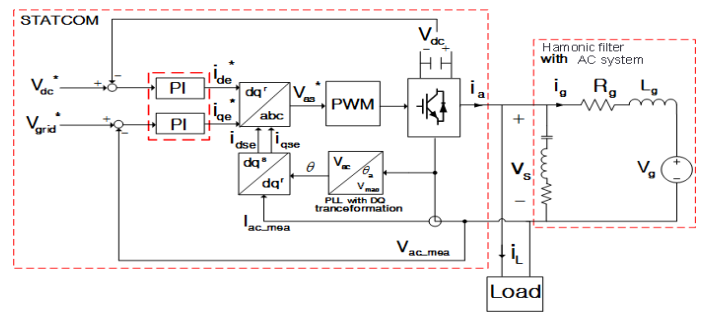 STATCOM
Hamonic filter
with AC system
V_dc
− +
V_dc*
+
−
PI
i_de*
dq^r
abc
V_as*
PWM
i_a
i_g
R_g
L_g
V_grid*
+
−
PI
i_qe*
i_dse
i_qse
dq^s
dq^r
θ
V_ac
θ_a
V_mas
PLL with DQ
tranceformation
+
V_s
−
V_g
+
−
I_ac_mea
V_ac_mea
i_L
Load